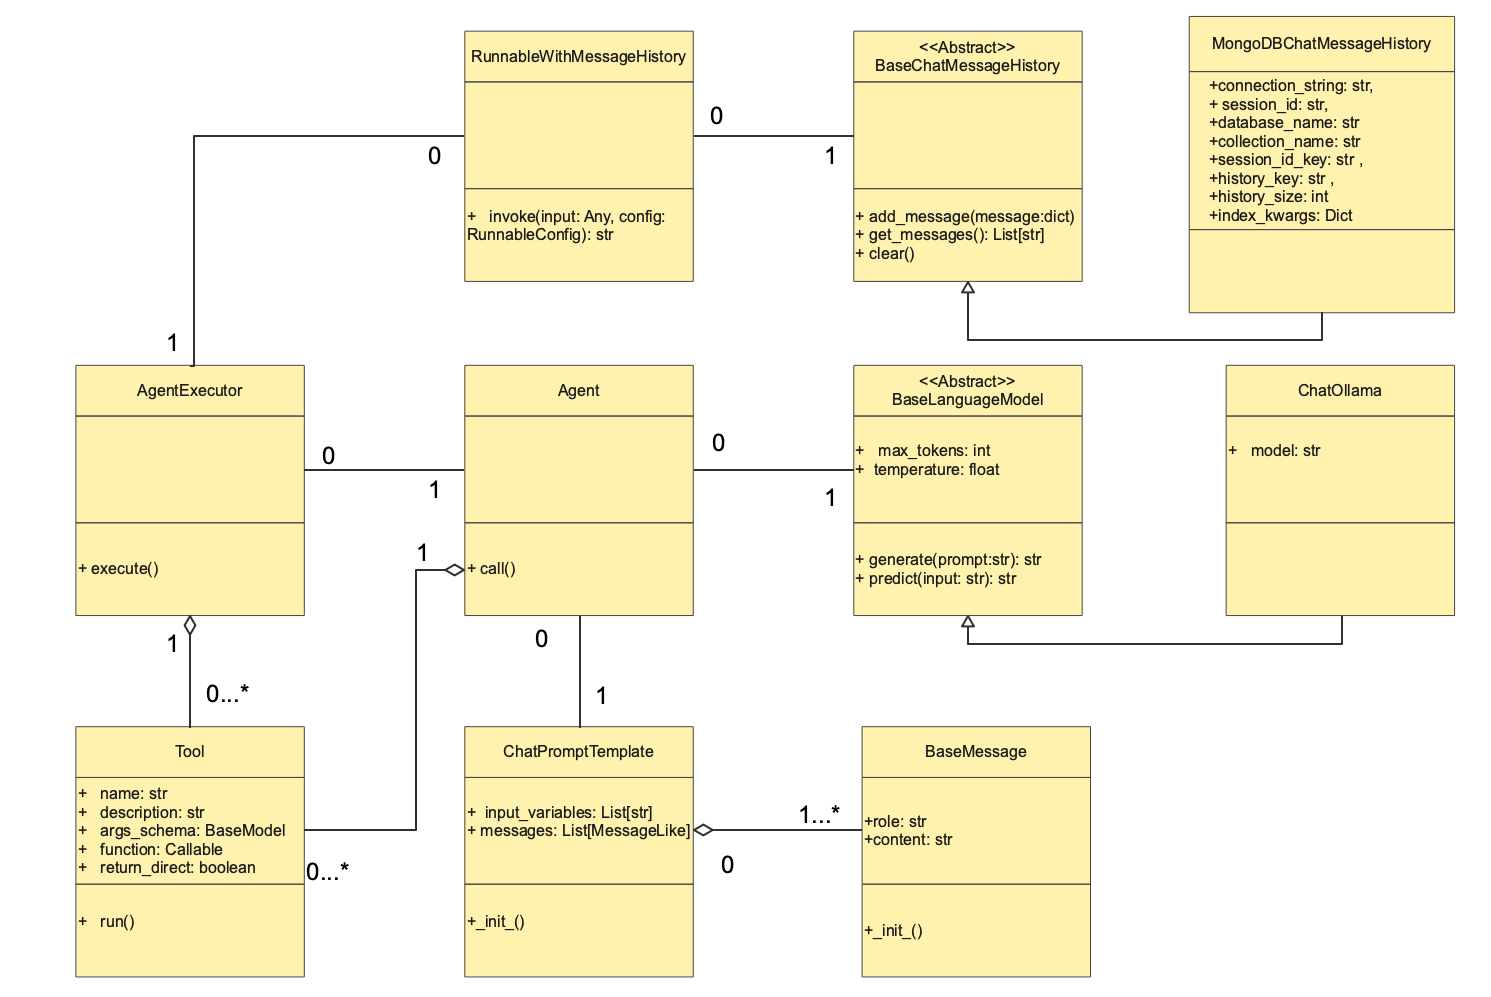 RunnableWithMessageHistory
+ invoke(input: Any, config:
RunnableConfig): str
0
1
<<Abstract>>
BaseChatMessageHistory
+ add_message(message:dict)
+ get_messages(): List[str]
+ clear()
0
1
MongoDBChatMessageHistory
+connection_string: str,
+ session_id: str,
+database_name: str
+collection_name: str
+session_id_key: str ,
+history_key: str ,
+history_size: int
+index_kwargs: Dict
AgentExecutor
+ execute()
0
1
Agent
+ call()
0
1
<<Abstract>>
BaseLanguageModel
+ max_tokens: int
+ temperature: float
+ generate(prompt:str): str
+ predict(input: str): str
ChatOllama
+ model: str
1
0...*
1
0...*
0
1
Tool
+ name: str
+ description: str
+ args_schema: BaseModel
+ function: Callable
+ return_direct: boolean
+ run()
ChatPromptTemplate
+ input_variables: List[str]
+ messages: List[MessageLike]
+_init_()
1...*
0
BaseMessage
+role: str
+content: str
+_init_()